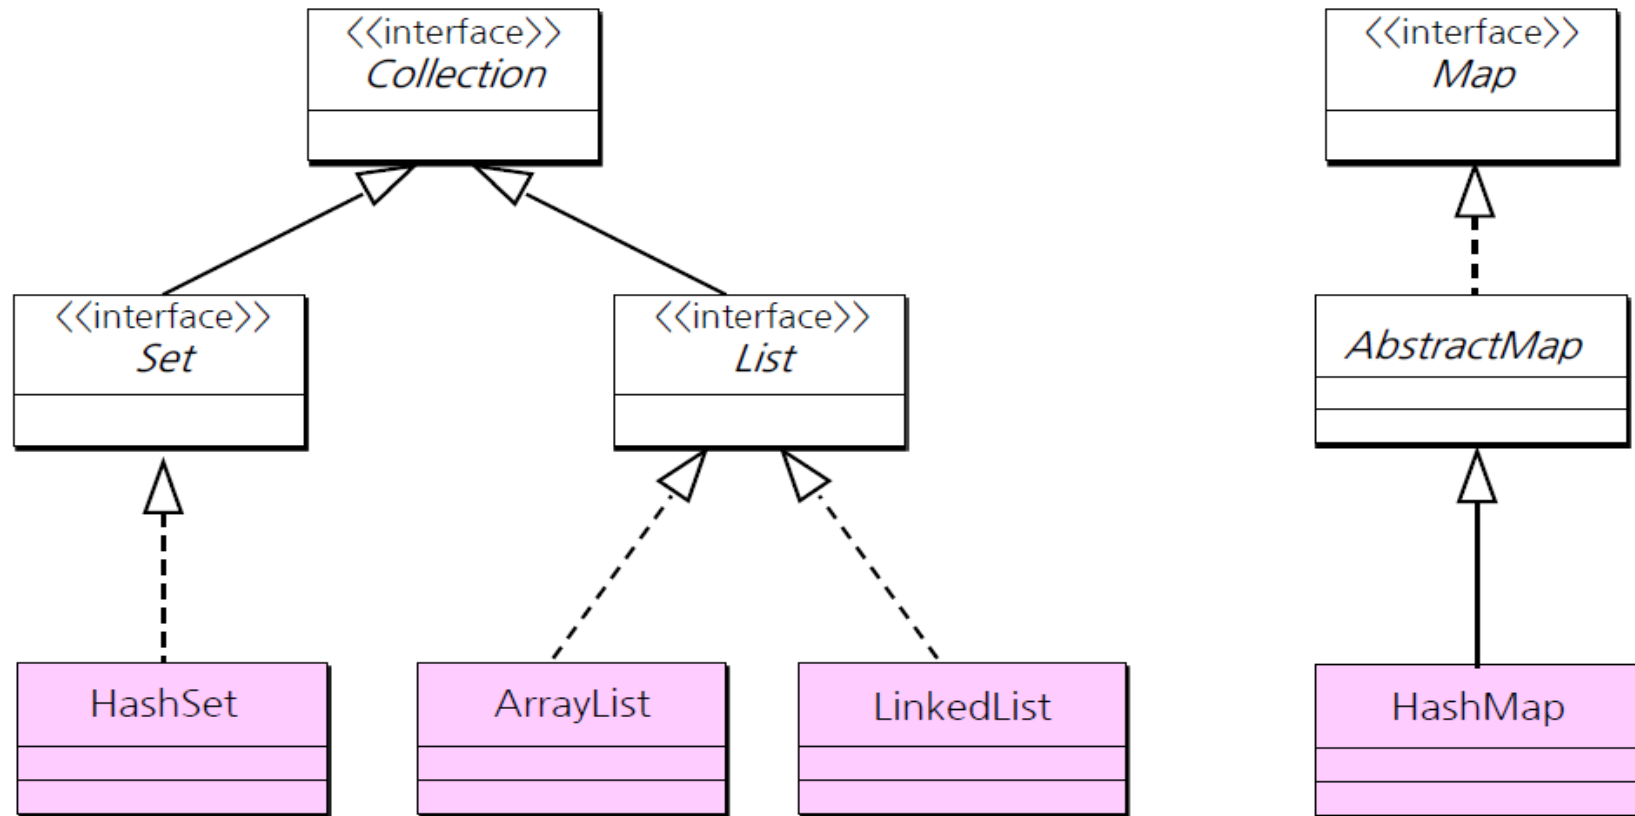 <<interface>>
Collection
<<interface>>
Map
<<interface>>
Set
<<interface>>
List
AbstractMap
HashSet
ArrayList
LinkedList
HashMap